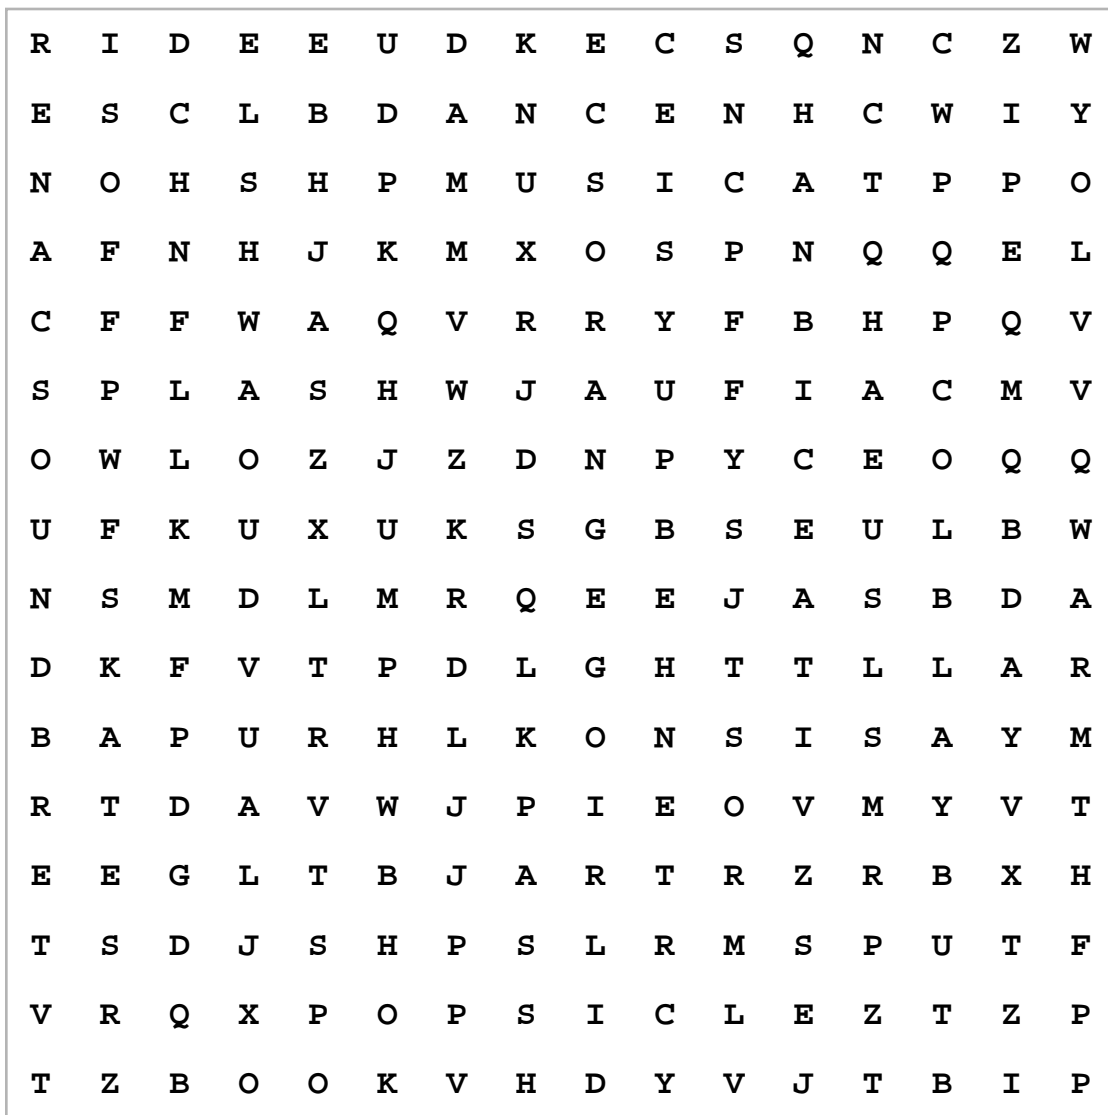 R I D E E U D K E C S Q N C Z W
E S C L B D A N C E N H C W I Y
N O H S H P M U S I C A T P P O
A F N H J K M X O S P N Q Q E L
C F F W A Q V R R Y F B H P Q V
S P L A S H W J A U F I A C M V
O W L O Z J Z D N P Y C E O Q Q
U F K U X U K S G B S E U L B W
N S M D L M R Q E E J A S B D A
D K F V T P D L G H T T L L A R
B A P U R H L K O N S I S A Y M
R T D A V W J P I E O V M Y V T
E E G L T B J A R T R Z R B X H
T S D J S H P S L R M S P U T F
V R Q X P O P S I C L E Z T Z P
T Z B O O K V H D Y V J T B I P